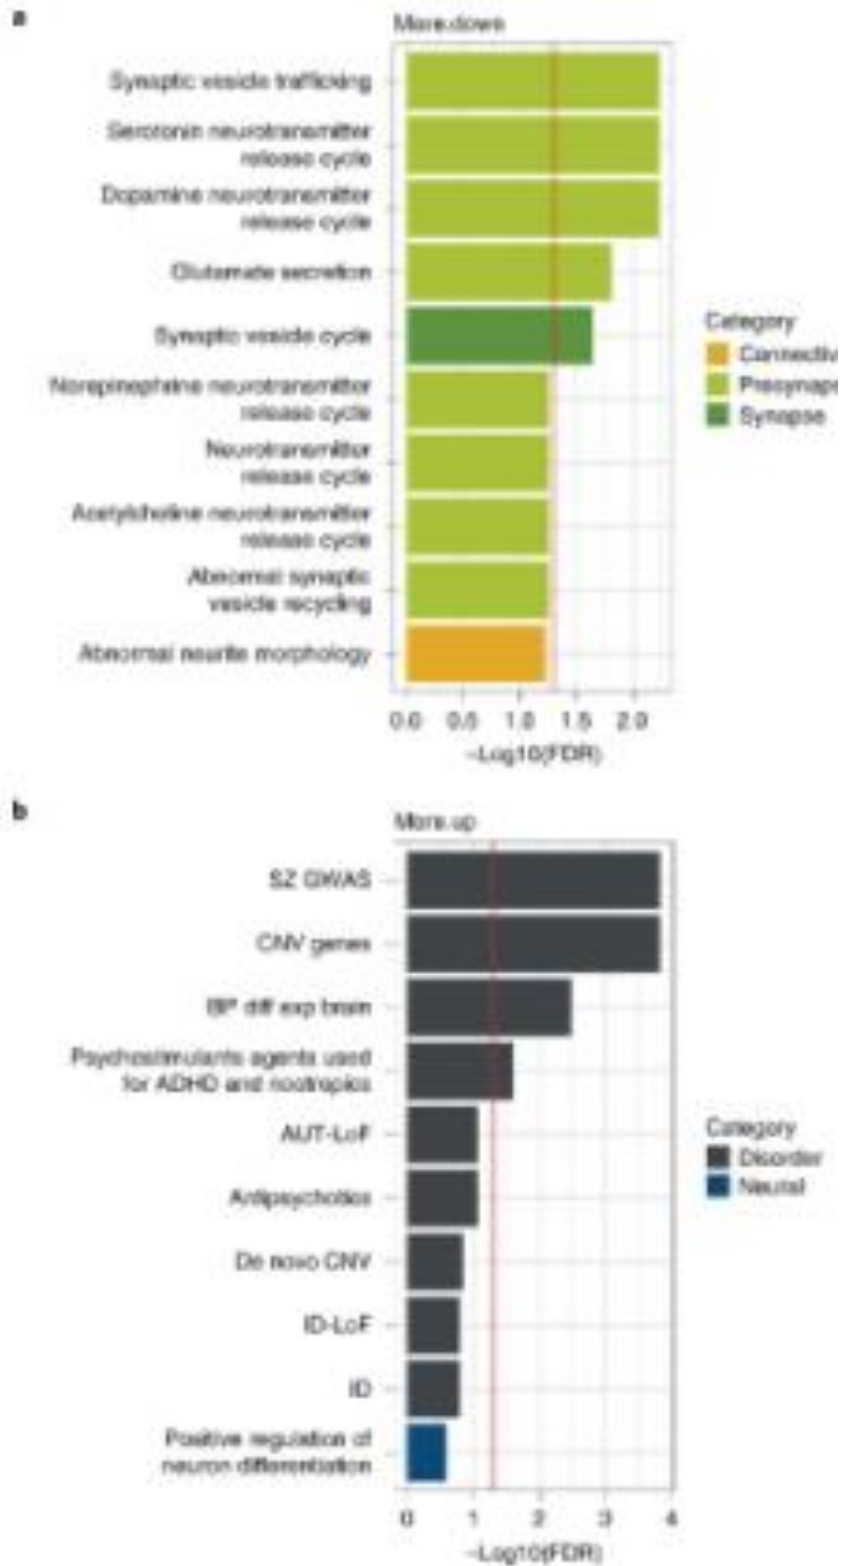 a
More.down
Synaptic vesicle trafficking
Serotonin neurotransmitter
release cycle
Dopamine neurotransmitter
release cycle
Glutamate secretion
Synaptic vesicle cycle
Norepinephrine neurotransmitter
release cycle
Neurotransmitter
release cycle
Acetylcholine neurotransmitter
release cycle
Abnormal synaptic
vesicle recycling
Abnormal neurite morphology
0.0 0.5 1.0 1.5 2.0
-Log10(FDR)
Category
Connectiv
Presynaps
Synapse
b
More.up
SZ GWAS
CNV genes
BP diff exp brain
Psychostimulants agents used
for ADHD and nootropics
AUT-LoF
Antipsychotics
De novo CNV
ID-LoF
ID
Positive regulation of
neuron differentiation
0 1 2 3 4
-Log10(FDR)
Category
Disorder
Neural